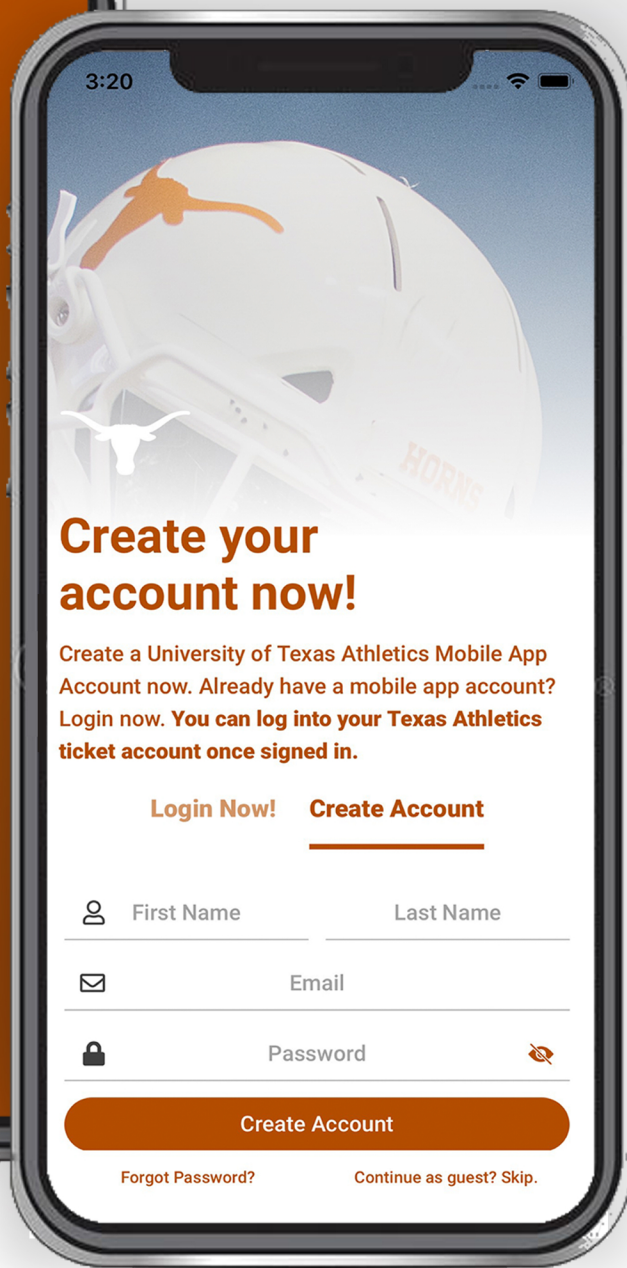 3:20
HORNS
Create your
account now!
Create a University of Texas Athletics Mobile App
Account now. Already have a mobile app account?
Login now. You can log into your Texas Athletics
ticket account once signed in.
Login Now! Create Account
First Name Last Name
Email
Password
Create Account
Forgot Password? Continue as guest? Skip.